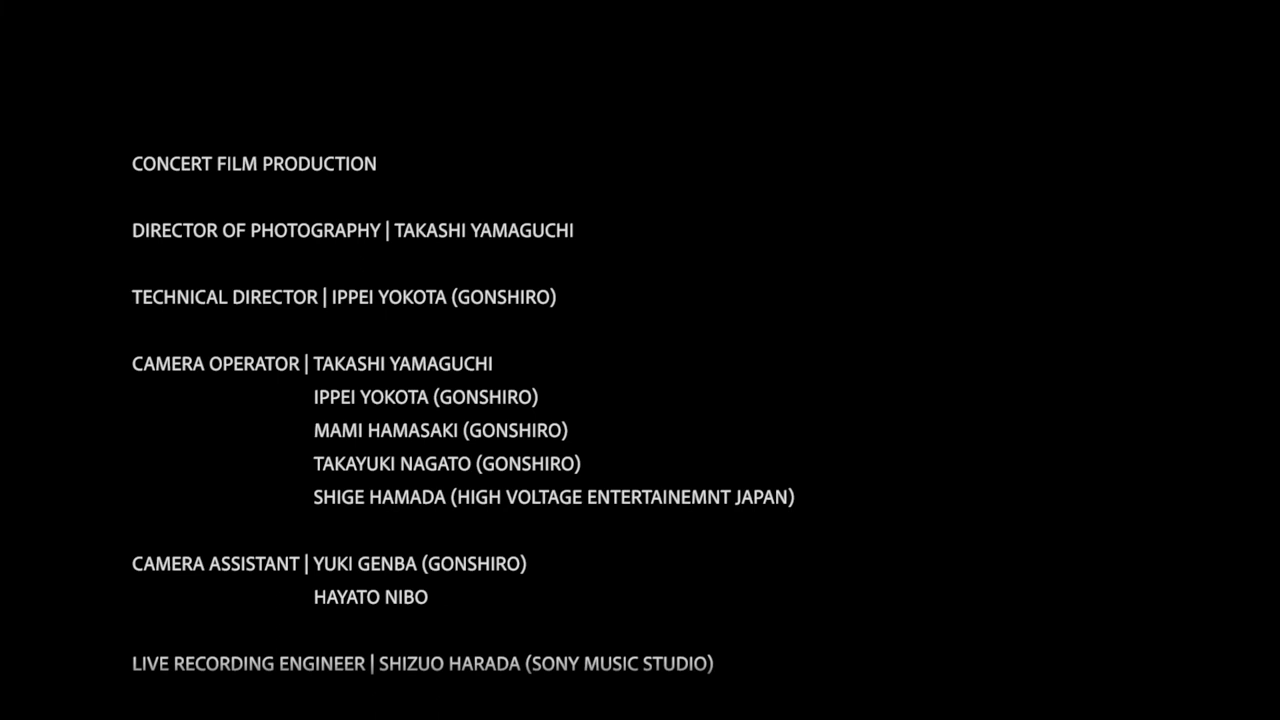 CONCERT FILM PRODUCTION
DIRECTOR OF PHOTOGRAPHY | TAKASHI YAMAGUCHI
TECHNICAL DIRECTOR | IPPEI YOKOTA (GONSHIRO)
CAMERA OPERATOR | TAKASHI YAMAGUCHI
IPPEI YOKOTA (GONSHIRO)
MAMI HAMASAKI (GONSHIRO)
TAKAYUKI NAGATO (GONSHIRO)
SHIGE HAMADA (HIGH VOLTAGE ENTERTAINEMNT JAPAN)
CAMERA ASSISTANT | YUKI GENBA (GONSHIRO)
HAYATO NIBO
LIVE RECORDING ENGINEER | SHIZUO HARADA (SONY MUSIC STUDIO)